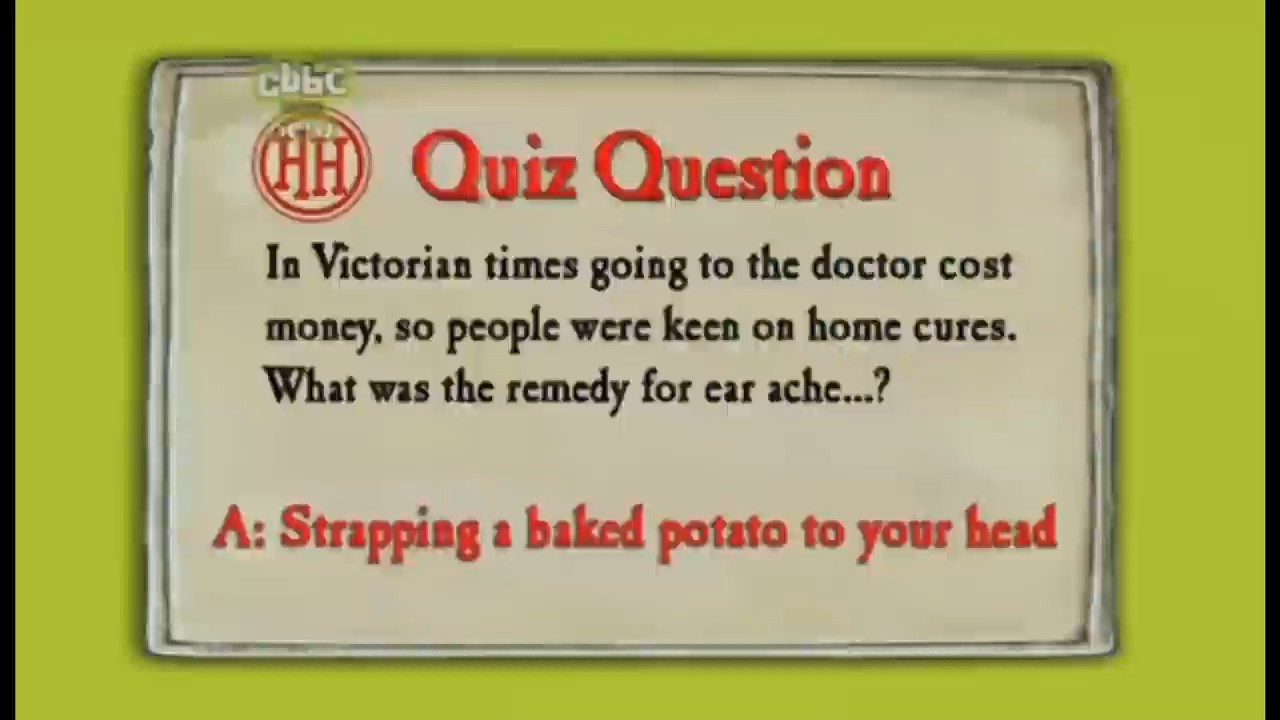 cbbc
HH
Quiz Question
In Victorian times going to the doctor cost
money, so people were keen on home cures.
What was the remedy for ear ache...?
A: Strapping a baked potato to your head